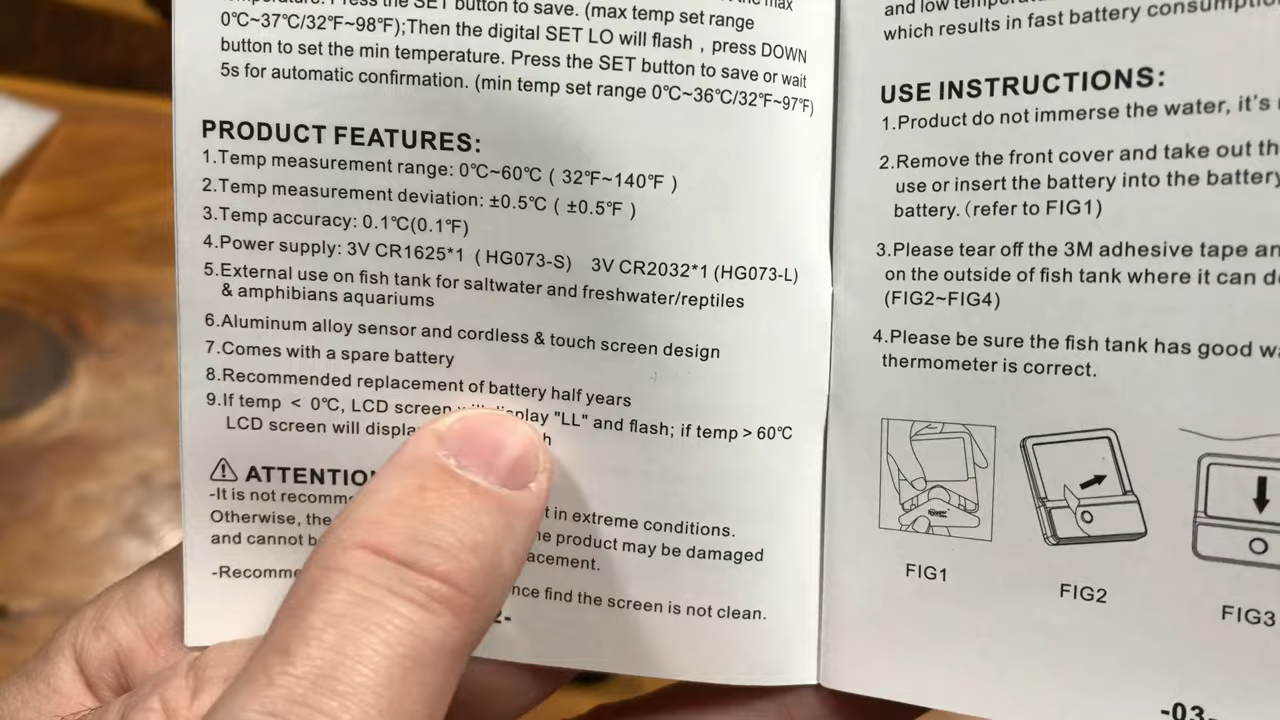 button to save. (max temp set range
0℃~37℃/32℉~98℉);Then the digital SET LO will flash , press DOWN
button to set the min temperature. Press the SET button to save or wait
5s for automatic confirmation. (min temp set range 0℃~36℃/32℉~97℉)
PRODUCT FEATURES:
1.Temp measurement range: 0℃~60℃ ( 32℉~140℉ )
2.Temp measurement deviation: ±0.5℃ ( ±0.5℉ )
3.Temp accuracy: 0.1℃(0.1℉)
4.Power supply: 3V CR1625*1 ( HG073-S) 3V CR2032*1 (HG073-L)
5.External use on fish tank for saltwater and freshwater/reptiles
& amphibians aquariums
6.Aluminum alloy sensor and cordless & touch screen design
7.Comes with a spare battery
8.Recommended replacement of battery half years
9.If temp < 0℃, LCD screen "LL" and flash; if temp > 60℃
LCD screen will
-It is not
in extreme conditions.
Otherwise, the
product may be damaged
and cannot
find the screen is not clean.
and low
which results in fast battery
USE INSTRUCTIONS:
1.Product do not immerse the water, it's
2.Remove the front cover and take out
use or insert the battery into the battery
battery. (refer to FIG1)
3.Please tear off the 3M adhesive tape
on the outside of fish tank where it can
(FIG2~FIG4)
4.Please be sure the fish tank has good
thermometer is correct.
FIG1
FIG2
FIG3
-03-